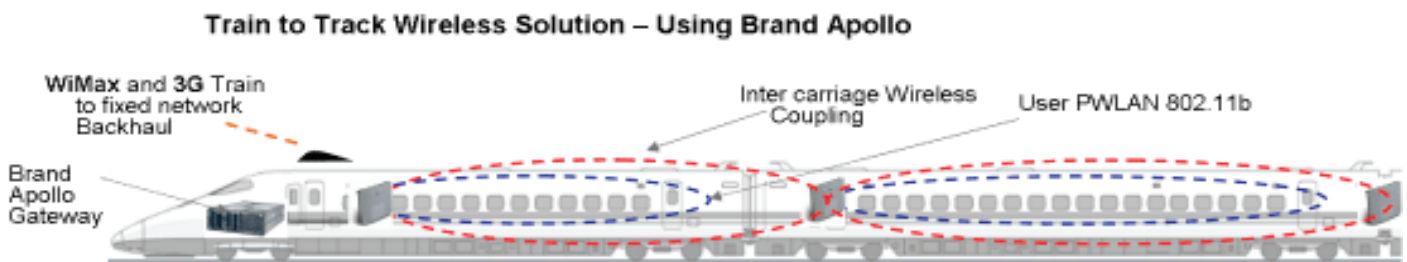 Train to Track Wireless Solution – Using Brand Apollo
WiMax and 3G Train
to fixed network
Backhaul
Inter carriage Wireless
Coupling
User PWLAN 802.11b
Brand
Apollo
Gateway